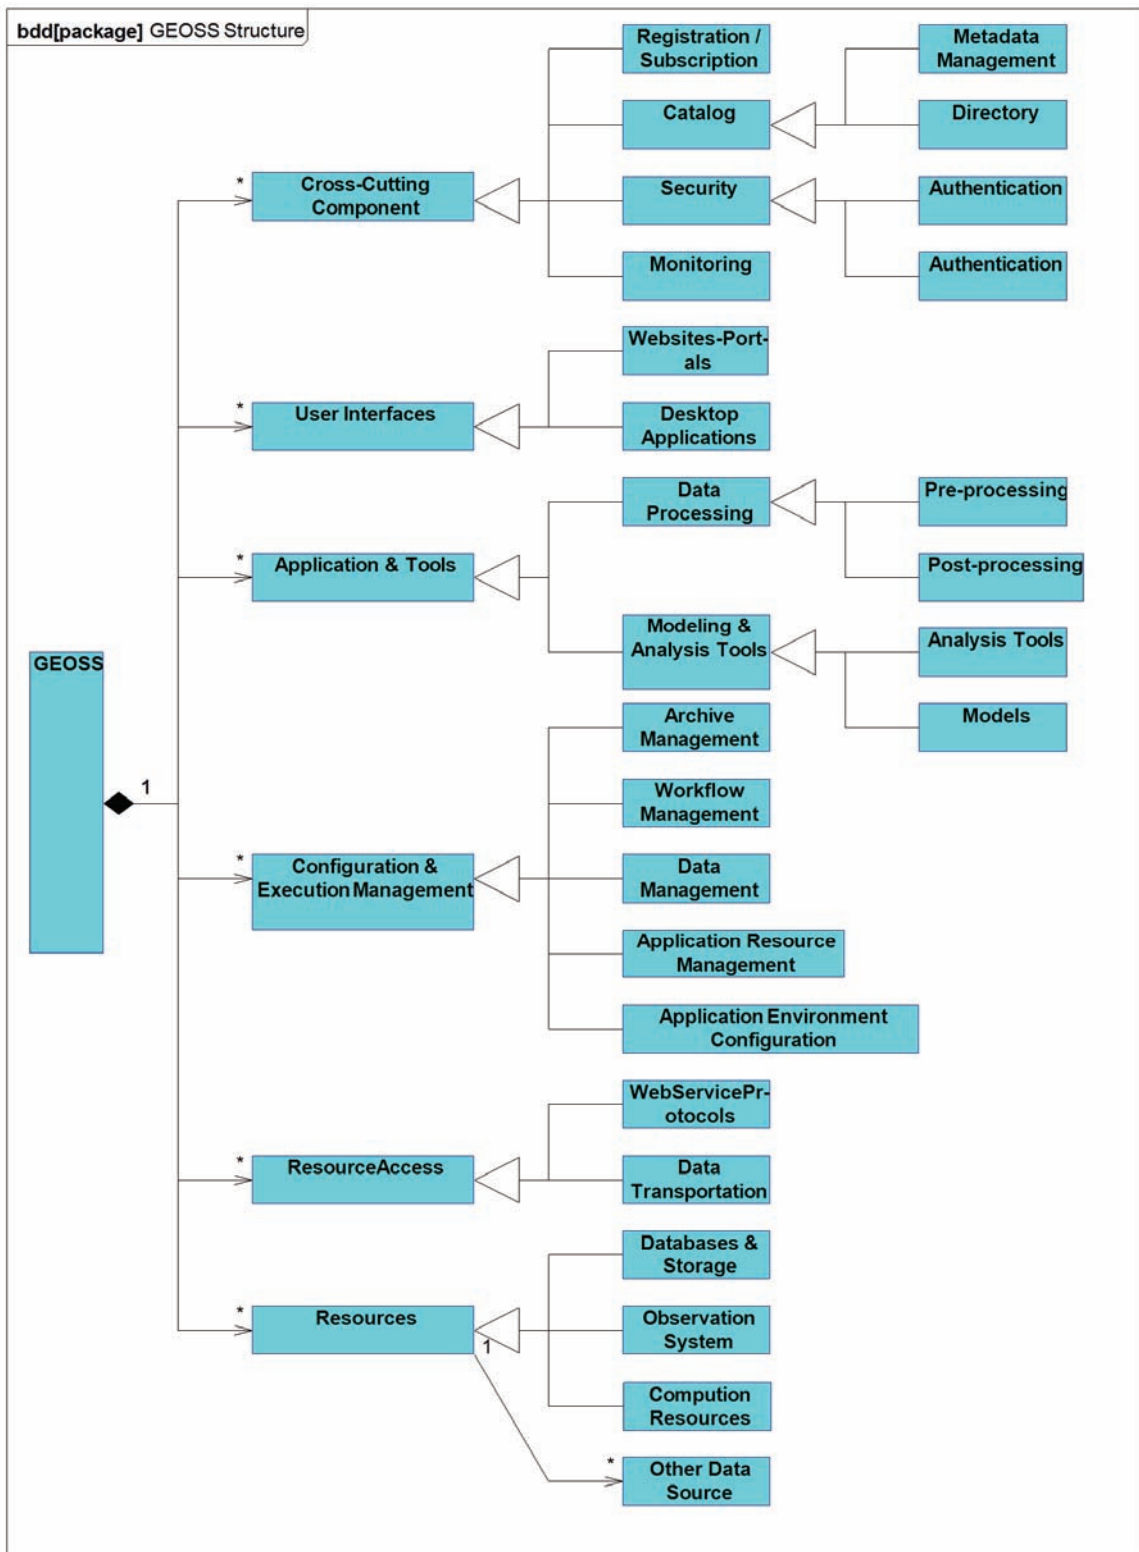 bdd[package] GEOSS Structure
Registration /
Subscription
Metadata
Management
Catalog
Directory
*
Cross-Cutting
Component
Security
Authentication
Monitoring
Authentication
Websites-Port-
als
*
User Interfaces
Desktop
Applications
Data
Processing
Pre-processing
*
Application & Tools
Post-processing
Modeling &
Analysis Tools
Analysis Tools
GEOSS
Archive
Management
Models
1
Workflow
Management
*
Configuration &
Execution Management
Data
Management
Application Resource
Management
Application Environment
Configuration
WebServicePr-
otocols
*
ResourceAccess
Data
Transportation
Databases &
Storage
*
Resources
1
Observation
System
Compution
Resources
*
Other Data
Source